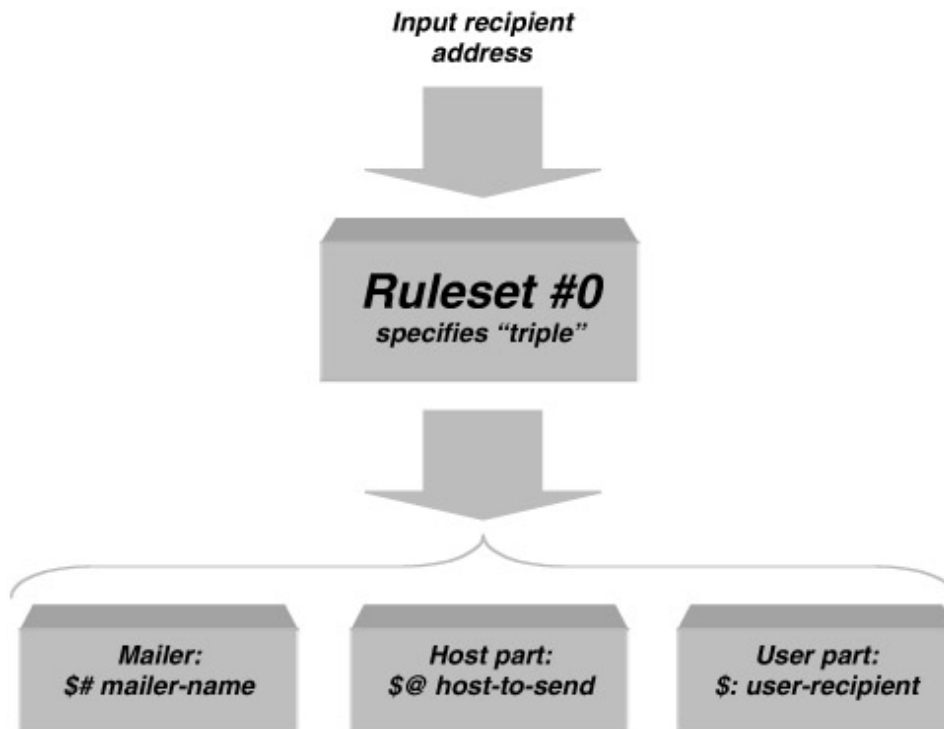 Input recipient
address
Ruleset #0
specifies “triple”
Mailer:
$# mailer-name
Host part:
$@ host-to-send
User part:
$: user-recipient